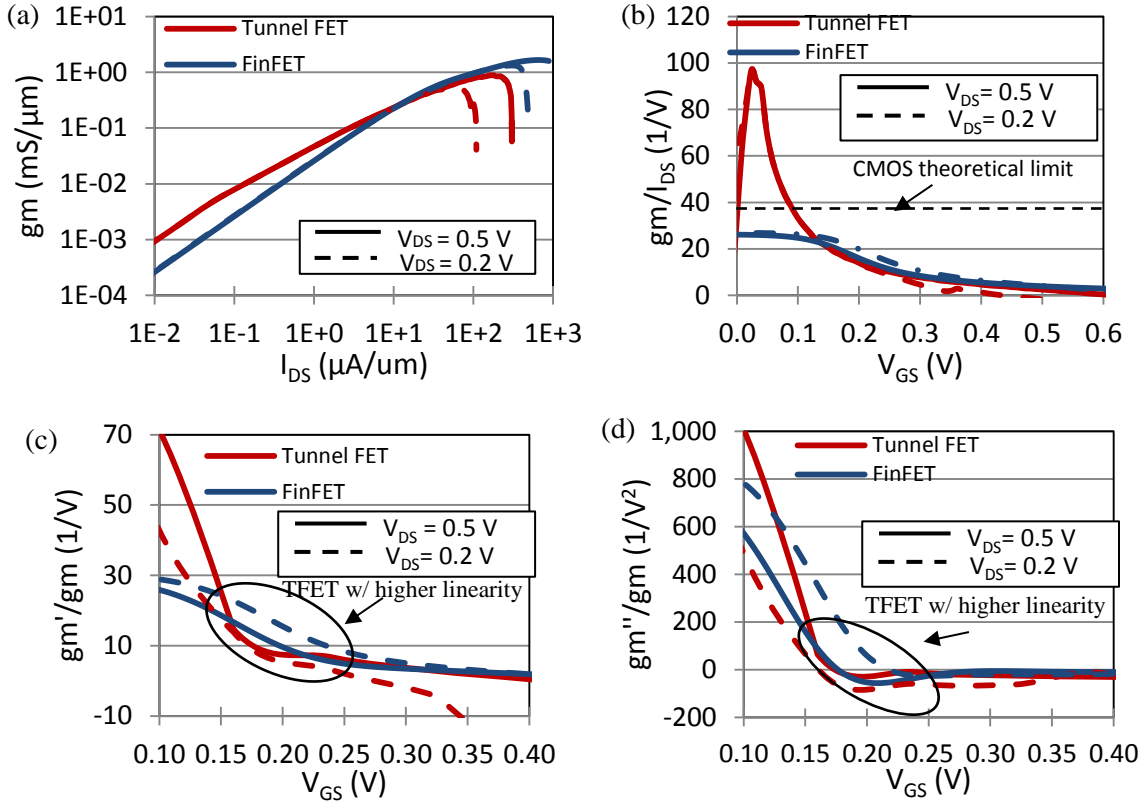 (a)
Tunnel FET
FinFET
1E+2
1E+1
1E+00
1E-01
1E-02
1E-03
1E-04
gm (mS/µm)
VDS = 0.5 V
VDS = 0.2 V
1E-2 1E-1 1E+0 1E+1 1E+2 1E+3
IDS (µA/um)
(b)
Tunnel FET
FinFET
120
100
80
60
40
20
0
gm/IDS (1/V)
VDS= 0.5 V
VDS= 0.2 V
CMOS theoretical limit
0.0 0.1 0.2 0.3 0.4 0.5 0.6
VGS (V)
(c)
Tunnel FET
FinFET
70
50
30
10
-10
gm'/gm (1/V)
VDS = 0.5 V
VDS= 0.2 V
TFET w/ higher linearity
0.10 0.15 0.20 0.25 0.30 0.35 0.40
VGS (V)
(d)
Tunnel FET
FinFET
1,000
800
600
400
200
0
-200
gm''/gm (1/V2)
VDS= 0.5 V
VDS= 0.2 V
TFET w/ higher linearity
0.10 0.15 0.20 0.25 0.30 0.35 0.40
VGS (V)